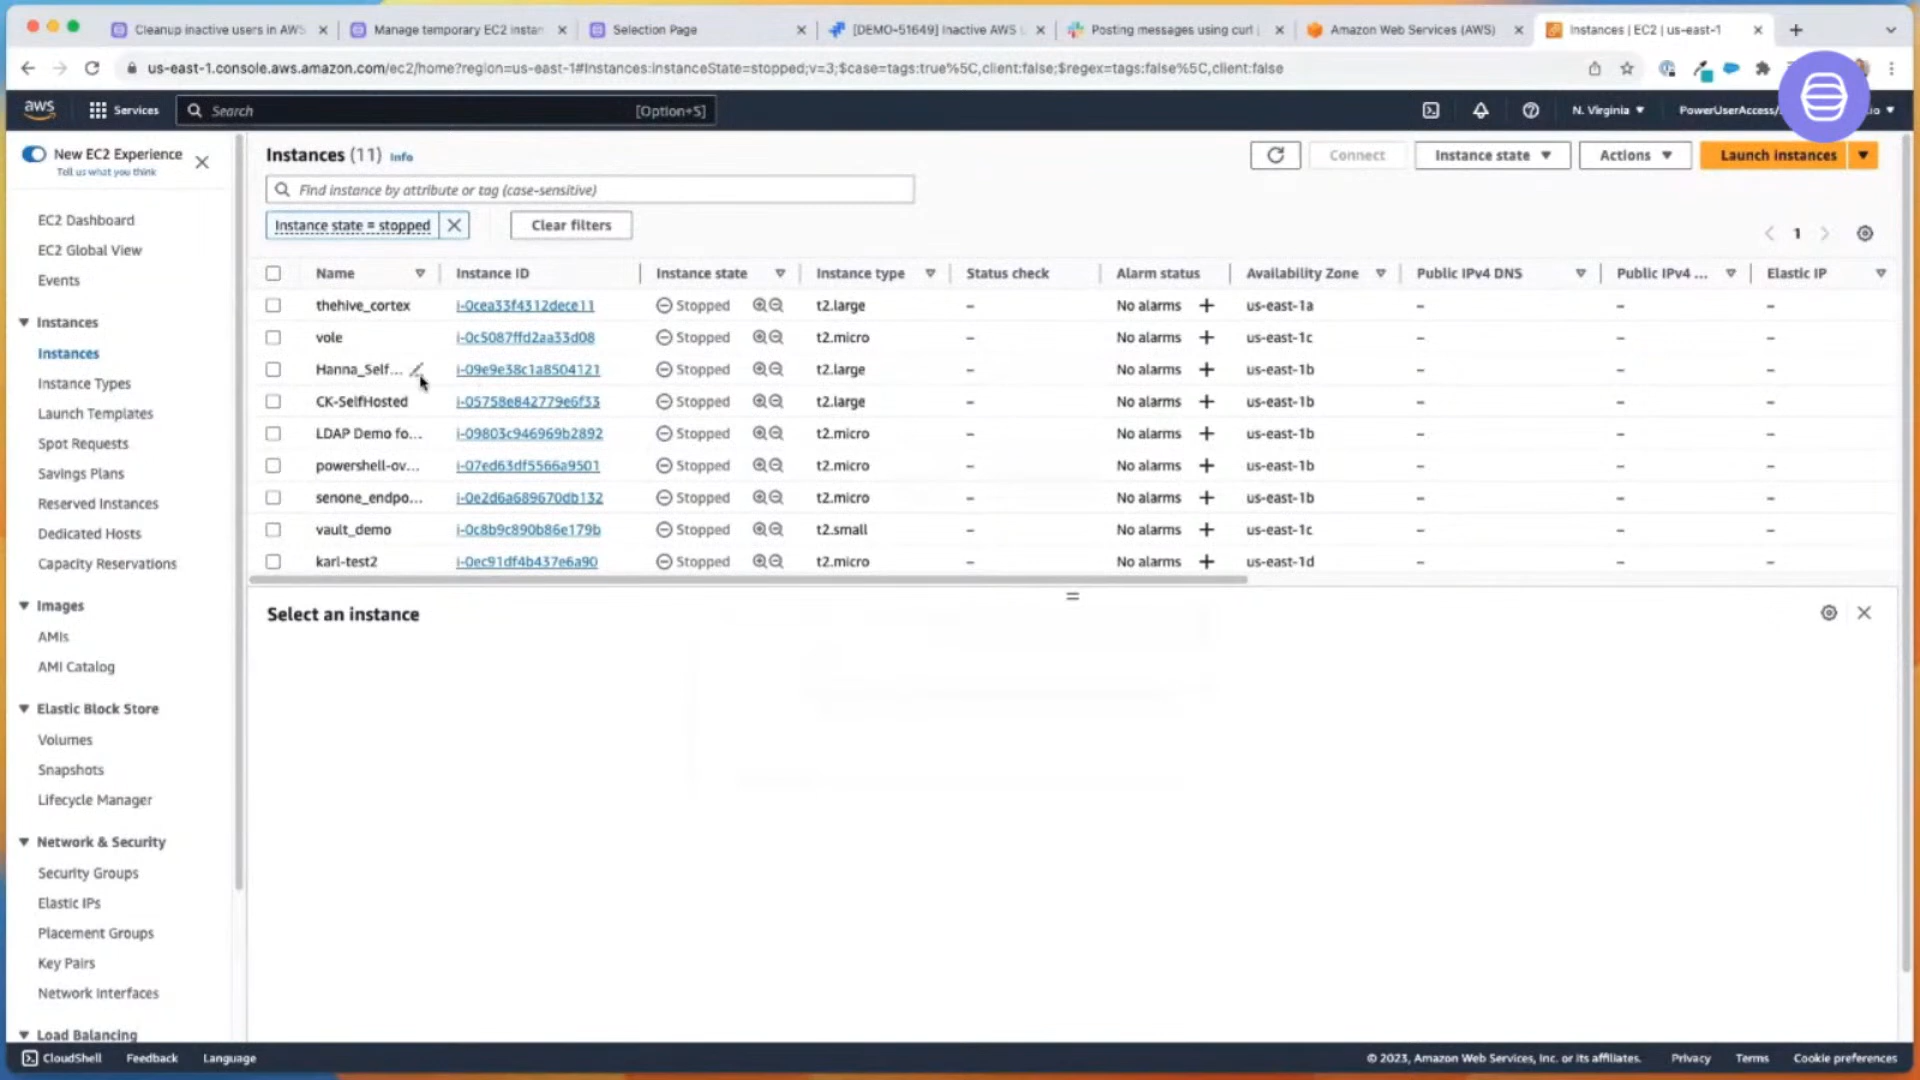 Cleanup inactive users in AWS
Manage temporary EC2 instan
Selection Page
[DEMO-51649] Inactive AWS
Posting messages using curl
Amazon Web Services (AWS)
Instances | EC2 | us-east-1
us-east-1.console.aws.amazon.com/ec2/home?region=us-east-1#Instances:instanceState=stopped;v=3;$case=tags:true%5C,client:false;$regex=tags:false%5C,client:false
aws
Services
Search
[Option+S]
N. Virginia
PowerUserAccess/
New EC2 Experience
Tell us what you think
EC2 Dashboard
EC2 Global View
Events
Instances
Instances
Instance Types
Launch Templates
Spot Requests
Savings Plans
Reserved Instances
Dedicated Hosts
Capacity Reservations
Images
AMIs
AMI Catalog
Elastic Block Store
Volumes
Snapshots
Lifecycle Manager
Network & Security
Security Groups
Elastic IPs
Placement Groups
Key Pairs
Network Interfaces
Load Balancing
Instances (11) Info
Connect
Instance state
Actions
Launch instances
Find instance by attribute or tag (case-sensitive)
Instance state = stopped
Clear filters
1
Name Instance ID Instance state Instance type Status check Alarm status Availability Zone Public IPv4 DNS Public IPv4 ... Elastic IP
thehive_cortex i-0cea33f4312dece11 Stopped t2.large – No alarms + us-east-1a – – –
vole i-0c5087ffd2aa33d08 Stopped t2.micro – No alarms + us-east-1c – – –
Hanna_Self... i-09e9e38c1a8504121 Stopped t2.large – No alarms + us-east-1b – – –
CK-SelfHosted i-05758e842779e6f33 Stopped t2.large – No alarms + us-east-1b – – –
LDAP Demo fo... i-09803c946969b2892 Stopped t2.micro – No alarms + us-east-1b – – –
powershell-ov... i-07ed63df5566a9501 Stopped t2.micro – No alarms + us-east-1b – – –
senone_endpo... i-0e2d6a689670db132 Stopped t2.micro – No alarms + us-east-1b – – –
vault_demo i-0c8b9c890b86e179b Stopped t2.small – No alarms + us-east-1c – – –
karl-test2 i-0ec91df4b437e6a90 Stopped t2.micro – No alarms + us-east-1d – – –
Select an instance
CloudShell
Feedback
Language
© 2023, Amazon Web Services, Inc. or its affiliates.
Privacy
Terms
Cookie preferences